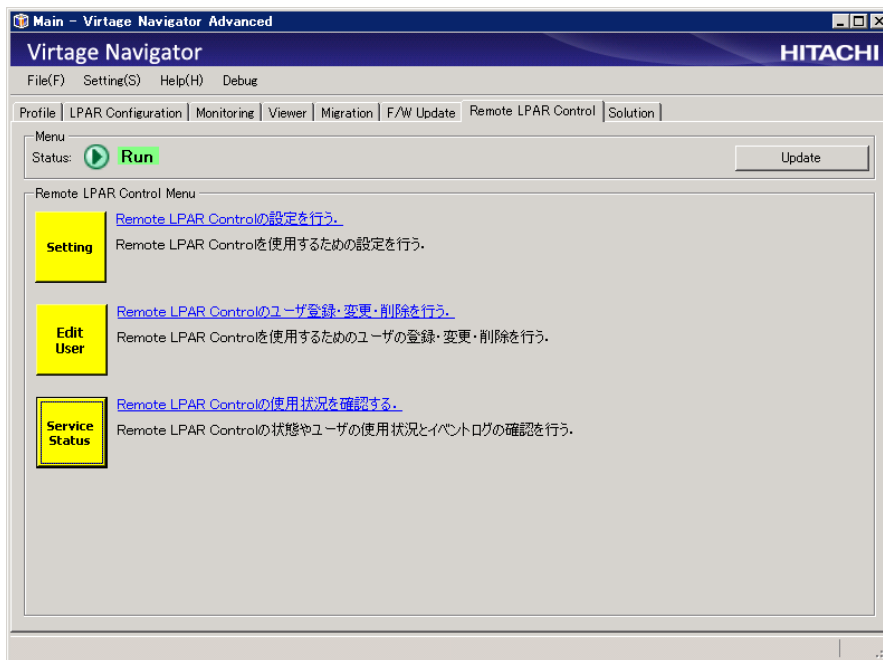 Main - Virtage Navigator Advanced
Virtage Navigator
HITACHI
File(F) Setting(S) Help(H) Debug
Profile LPAR Configuration Monitoring Viewer Migration F/W Update Remote LPAR Control Solution
Menu
Status: Run
Update
Remote LPAR Control Menu
Setting
Remote LPAR Controlの設定を行う.
Remote LPAR Controlを使用するための設定を行う.
Edit
User
Remote LPAR Controlのユーザ登録・変更・削除を行う.
Remote LPAR Controlを使用するためのユーザの登録・変更・削除を行う.
Service
Status
Remote LPAR Controlの使用状況を確認する.
Remote LPAR Controlの状態やユーザの使用状況とイベントログの確認を行う.